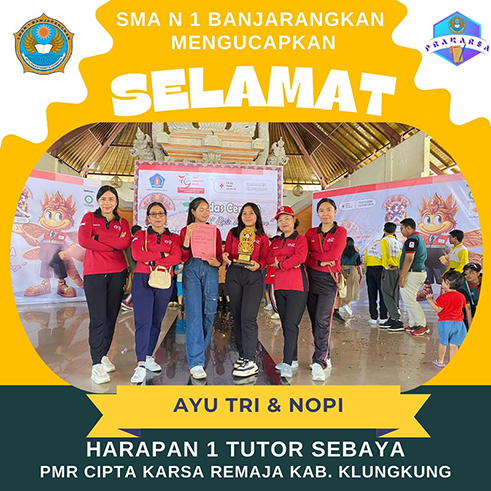 SMA N 1 BANJARANGKAN
MENGUCAPKAN
PRAKARSA
SELAMAT
AYU TRI & NOPI
HARAPAN 1 TUTOR SEBAYA
PMR CIPTA KARSA REMAJA KAB. KLUNGKUNG